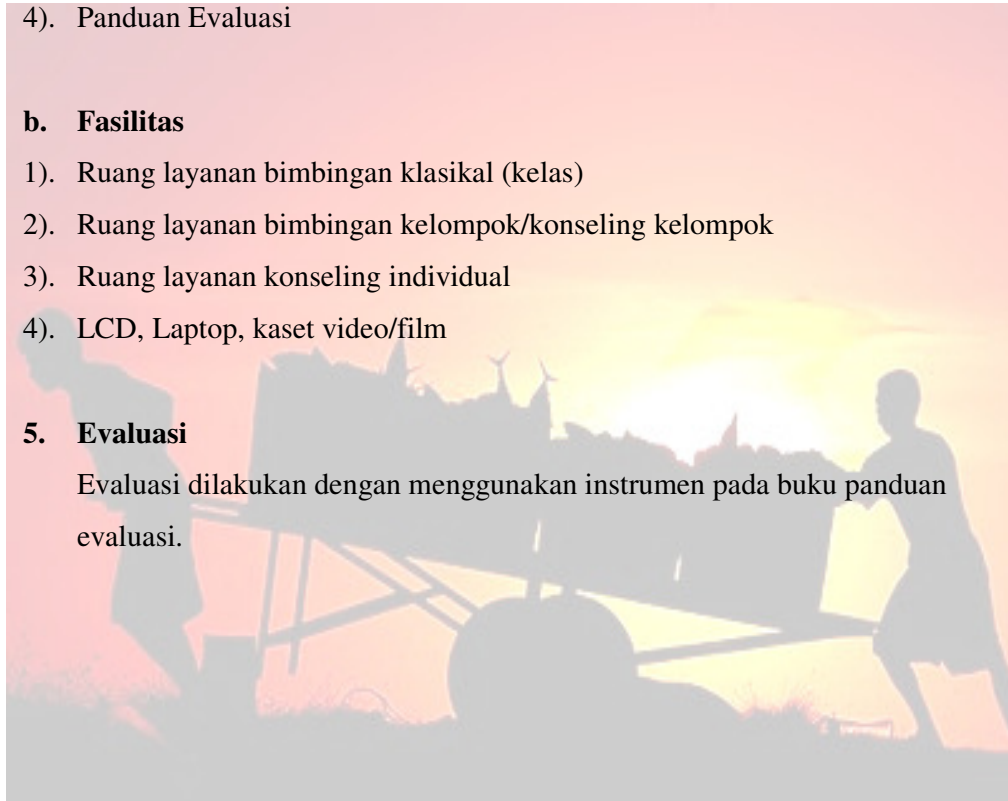 4). Panduan Evaluasi
b. Fasilitas
1). Ruang layanan bimbingan klasikal (kelas)
2). Ruang layanan bimbingan kelompok/konseling kelompok
3). Ruang layanan konseling individual
4). LCD, Laptop, kaset video/film
5. Evaluasi
Evaluasi dilakukan dengan menggunakan instrumen pada buku panduan
evaluasi.